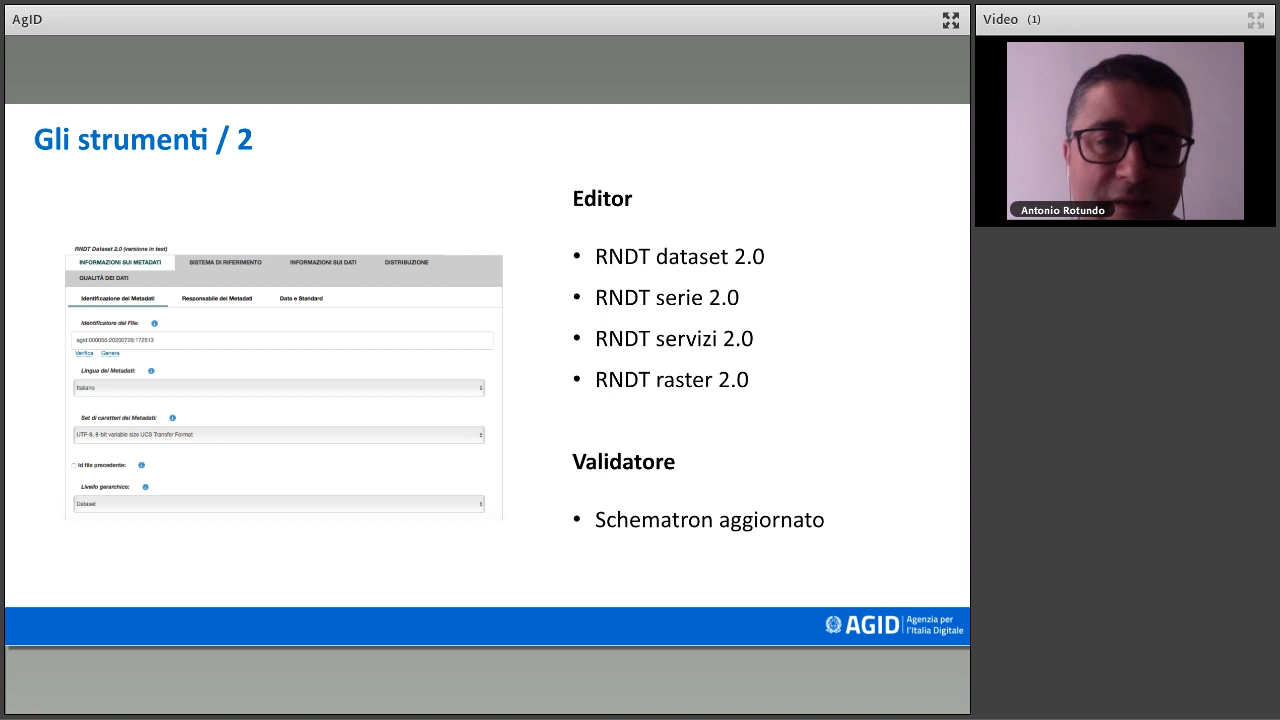 AgID
Video (1)
Antonio Rotundo
Gli strumenti / 2
RNDT Dataset 2.0 (versione in test)
INFORMAZIONI SUI METADATI SISTEMA DI RIFERIMENTO INFORMAZIONI SUI DATI DISTRIBUZIONE
QUALITÀ DEI DATI
Identificazione dei Metadati Responsabile dei Metadati Data e Standard
Identificatore del File:
agid:000055:20200726:172513
Verifica Genera
Lingua dei Metadati:
Italiano
Set di caratteri dei Metadati:
UTF-8, 8-bit variable size UCS Transfer Format
Id file precedente:
Livello gerarchico:
Dataset
Editor
• RNDT dataset 2.0
• RNDT serie 2.0
• RNDT servizi 2.0
• RNDT raster 2.0
Validatore
• Schematron aggiornato
AGID Agenzia per
l'Italia Digitale